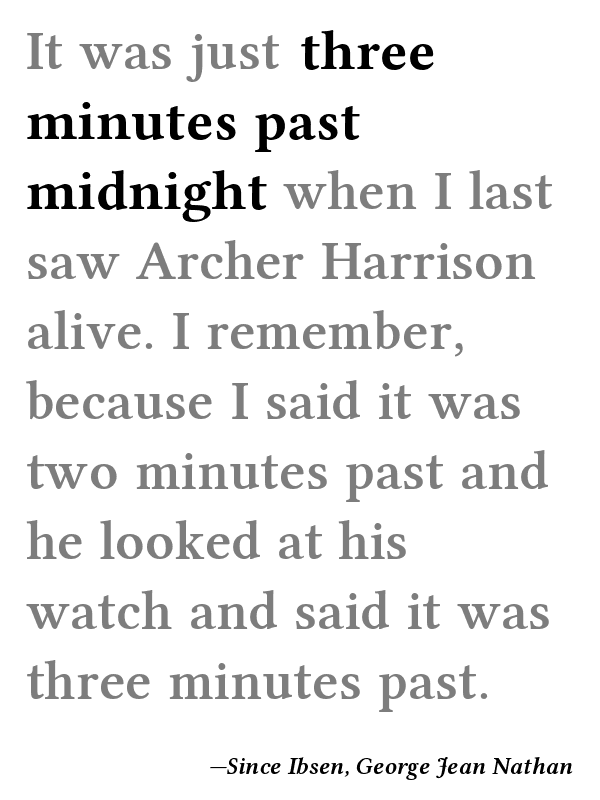 It was just three
minutes past
midnight when I last
saw Archer Harrison
alive. I remember,
because I said it was
two minutes past and
he looked at his
watch and said it was
three minutes past.
—Since Ibsen, George Jean Nathan